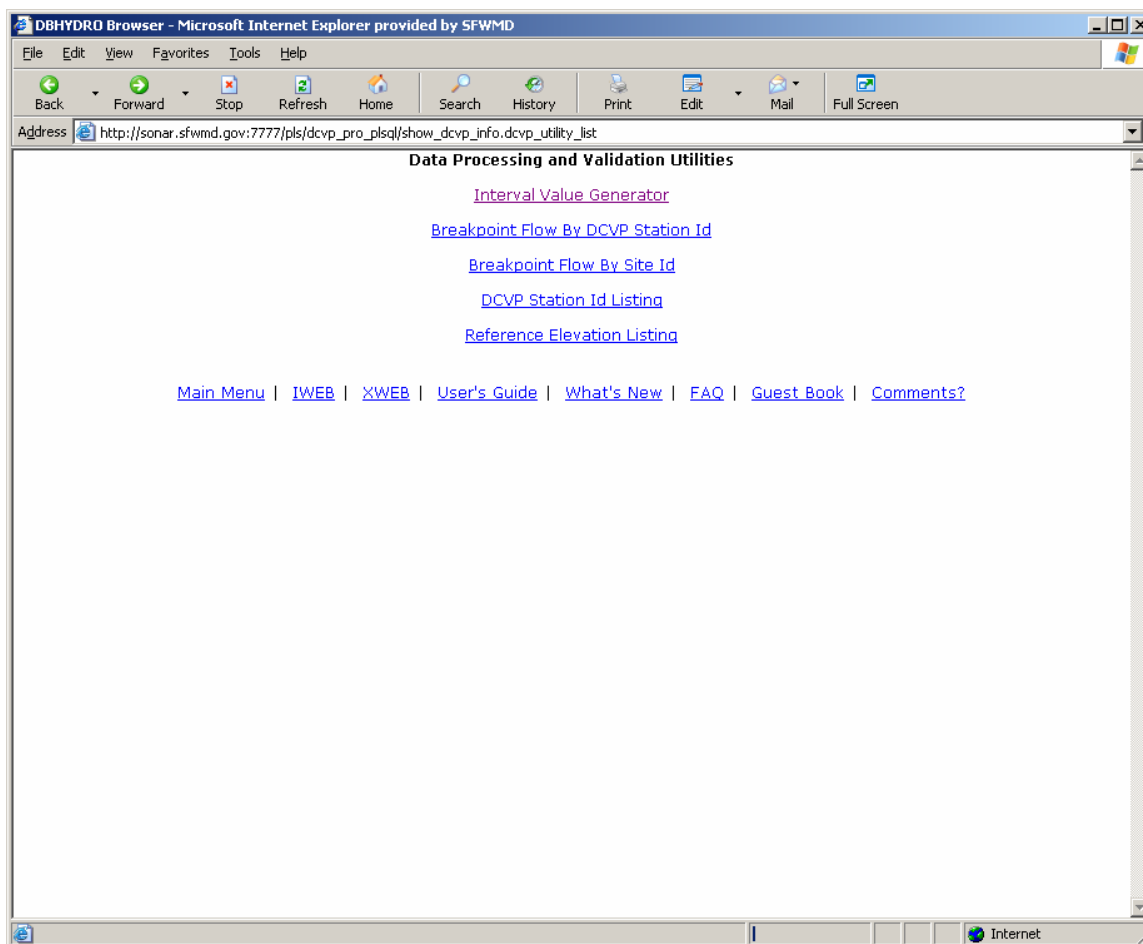 DBHYDRO Browser - Microsoft Internet Explorer provided by SFWMD
File Edit View Favorites Tools Help
Back Forward Stop Refresh Home Search History Print Edit Mail Full Screen
Address http://sonar.sfwmd.gov:7777/pls/dcvp_pro_plsql/show_dcvp_info.dcvp_utility_list
Data Processing and Validation Utilities
Interval Value Generator
Breakpoint Flow By DCVP Station Id
Breakpoint Flow By Site Id
DCVP Station Id Listing
Reference Elevation Listing
Main Menu | IWEB | XWEB | User's Guide | What's New | FAQ | Guest Book | Comments?
Internet